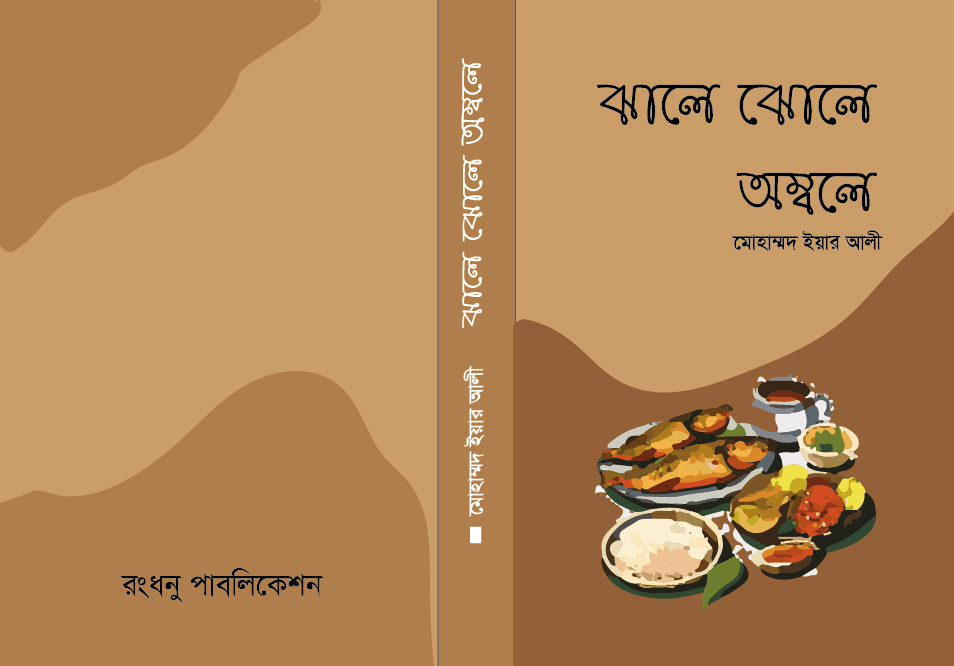 ঝালে ঝোলে
অম্বলে
মোহাম্মদ ইয়ার আলী
ঝালে ঝোলে অম্বলে
মোহাম্মদ ইয়ার আলী
রংধনু পাবলিকেশন